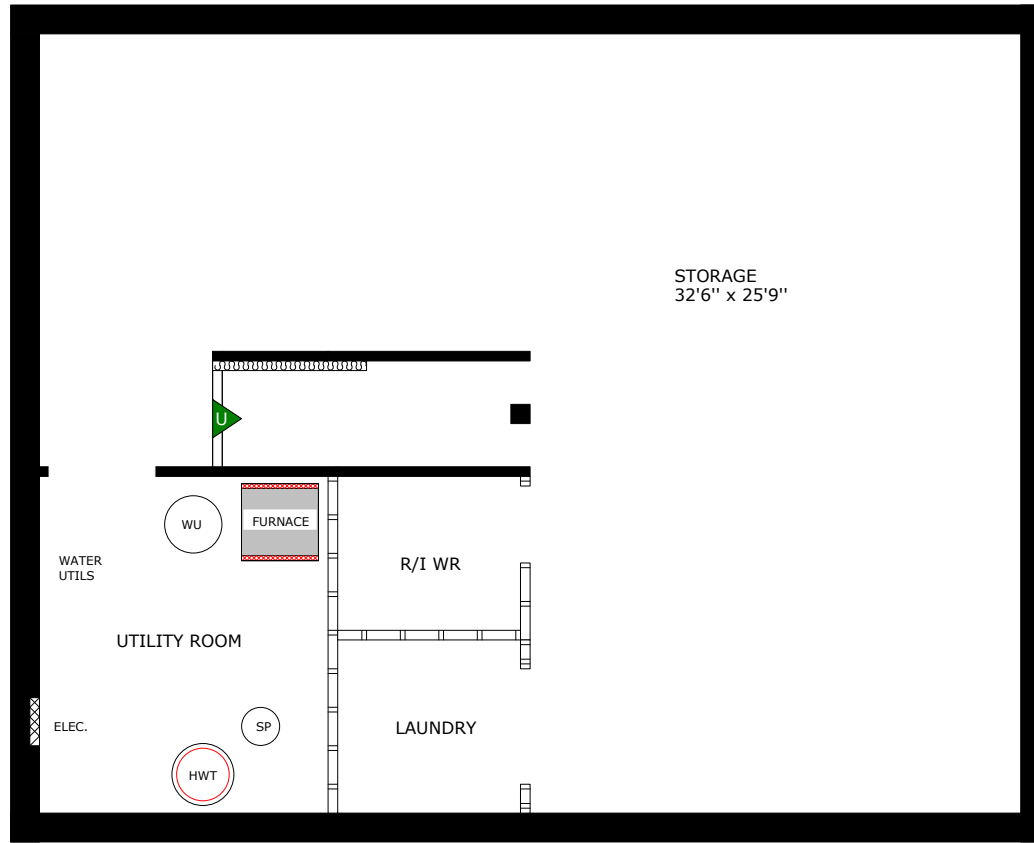 STORAGE
32'6'' x 25'9''
U
WU
FURNACE
WATER
UTILS
R/I WR
UTILITY ROOM
ELEC.
SP
LAUNDRY
HWT